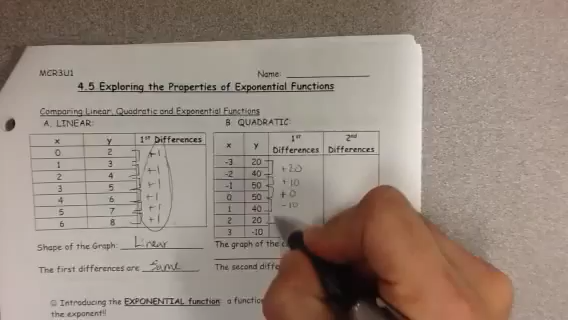 MCR3U1 Name:
4.5 Exploring the Properties of Exponential Functions
Comparing Linear, Quadratic and Exponential Functions
A. LINEAR: B. QUADRATIC:
x y 1st Differences
0 2
1 3
2 4
3 5
4 6
5 7
6 8
+1
+1
+1
+1
+1
+1
x y 1st Differences 2nd Differences
-3 20
-2 40
-1 50
0 50
1 40
2 20
3 -10
+20
+10
+0
-10
Shape of the Graph: Linear
The first differences are same
The graph of the
The second
Introducing the EXPONENTIAL function: a function
the exponent!!